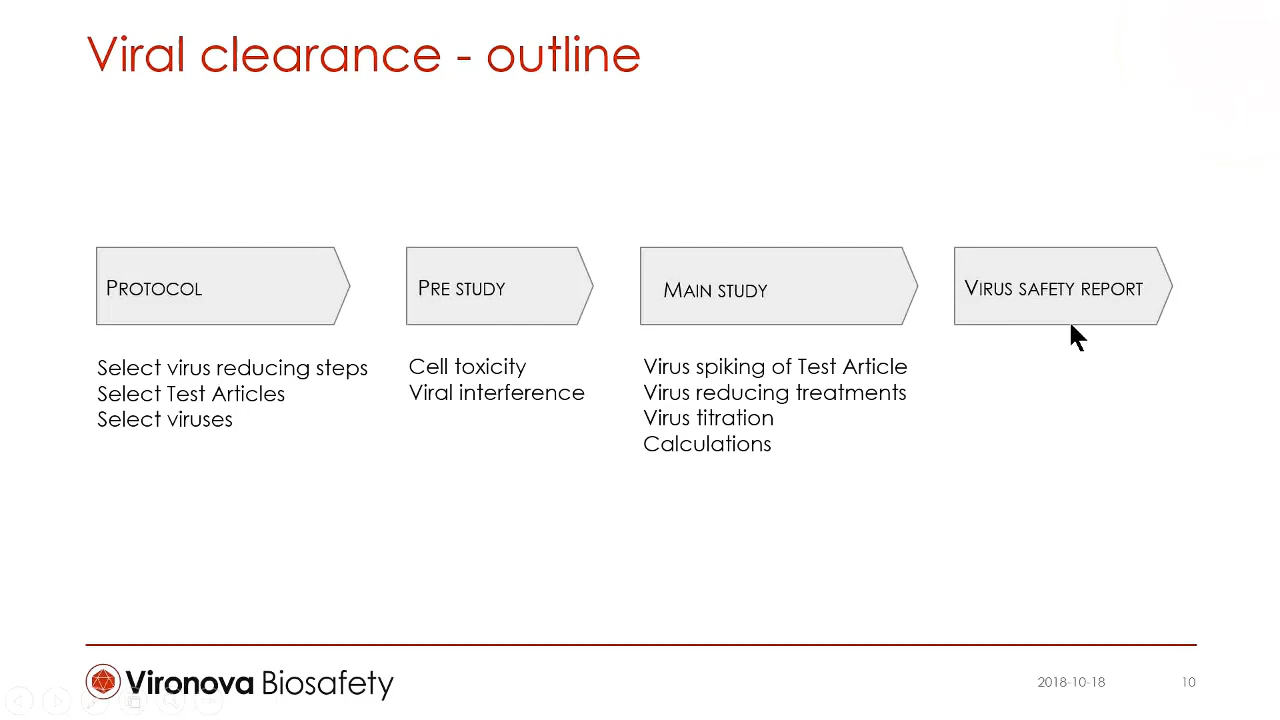 Viral clearance - outline
PROTOCOL
PRE STUDY
MAIN STUDY
VIRUS SAFETY REPORT
Select virus reducing steps
Select Test Articles
Select viruses
Cell toxicity
Viral interference
Virus spiking of Test Article
Virus reducing treatments
Virus titration
Calculations
Vironova Biosafety
2018-10-18
10